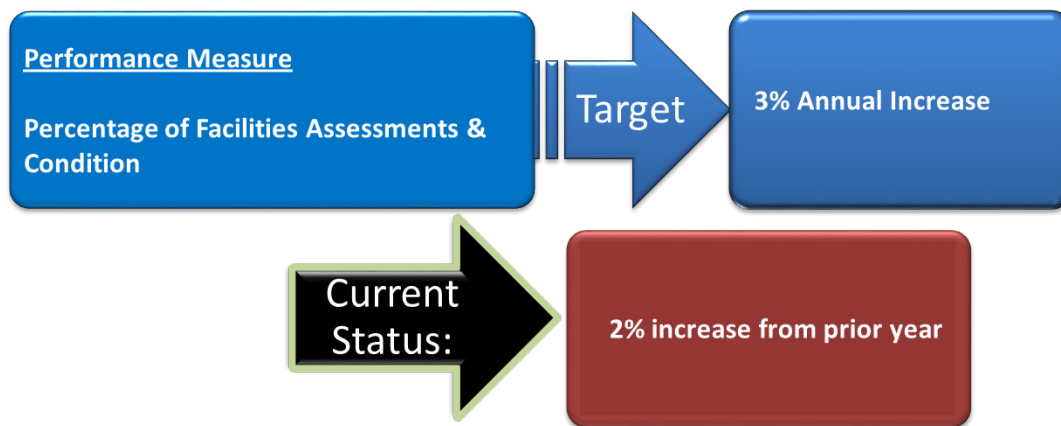 Performance Measure
Percentage of Facilities Assessments &
Condition
Target
3% Annual Increase
Current
Status:
2% increase from prior year